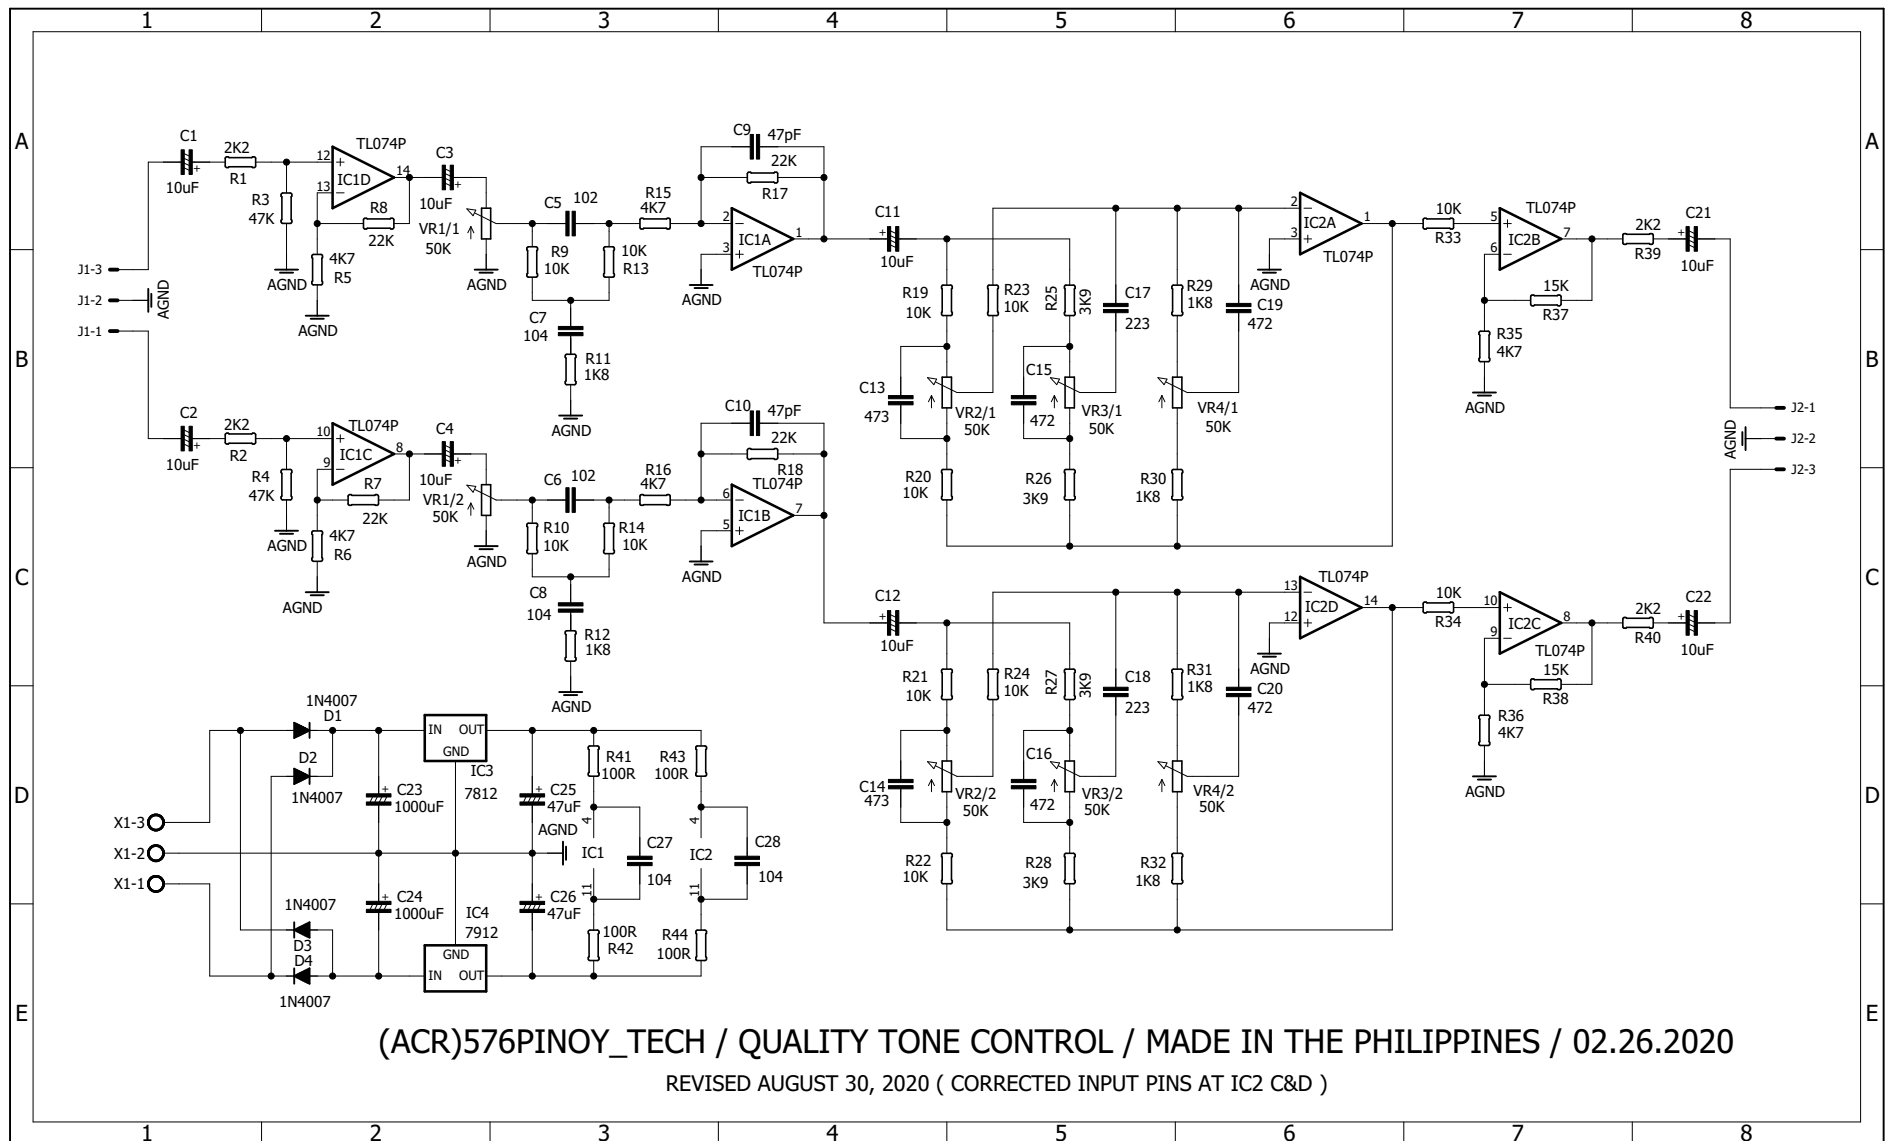 1 2 3 4 5 6 7 8
A A
B B
C C
D D
E E
C1
10uF
+
2K2
R1
R3
47K
AGND
TL074P
12
13
+
−
IC1D
14
R8
22K
4K7
R5
AGND
C3
10uF
+
VR1/1
50K
AGND
C5
102
R9
10K
10K
R13
C7
104
R11
1K8
AGND
R15
4K7
C9
47pF
22K
R17
2
3
−
+
IC1A
1
TL074P
AGND
C11
+
10uF
R19
10K
R23
10K
R25
3K9
C17
223
R29
1K8
C19
472
C13
473
VR2/1
50K
C15
472
VR3/1
50K
VR4/1
50K
R20
10K
R26
3K9
R30
1K8
2
3
−
+
IC2A
1
TL074P
AGND
10K
R33
TL074P
5
6
+
−
IC2B
7
15K
R37
R35
4K7
AGND
2K2
R39
C21
+
10uF
J1-3
J1-2
AGND
J1-1
J2-1
AGND
J2-2
J2-3
C2
10uF
+
2K2
R2
R4
47K
AGND
TL074P
10
9
+
−
IC1C
8
R7
22K
4K7
R6
AGND
C4
10uF
+
VR1/2
50K
AGND
C6
102
R10
10K
R14
10K
C8
104
R12
1K8
AGND
R16
4K7
C10
47pF
22K
R18
TL074P
6
5
−
+
IC1B
7
AGND
C12
+
10uF
R21
10K
R24
10K
R27
3K9
C18
223
R31
1K8
C20
472
C14
473
VR2/2
50K
C16
472
VR3/2
50K
VR4/2
50K
R22
10K
R28
3K9
R32
1K8
TL074P
13
12
−
+
IC2D
14
AGND
10K
R34
10
9
+
−
IC2C
8
TL074P
15K
R38
R36
4K7
AGND
2K2
R40
C22
+
10uF
1N4007
D1
D2
1N4007
X1-3
X1-2
X1-1
1N4007
D3
D4
1N4007
+
C23
1000uF
+
C24
1000uF
IN OUT
GND
IC3
7812
IC4
7912
GND
IN OUT
+
C25
47uF
AGND
+
C26
47uF
R41
100R
R43
100R
4
IC1
11
C27
104
4
IC2
11
C28
104
100R
R42
R44
100R
(ACR)576PINOY_TECH / QUALITY TONE CONTROL / MADE IN THE PHILIPPINES / 02.26.2020
REVISED AUGUST 30, 2020 ( CORRECTED INPUT PINS AT IC2 C&D )
1 2 3 4 5 6 7 8